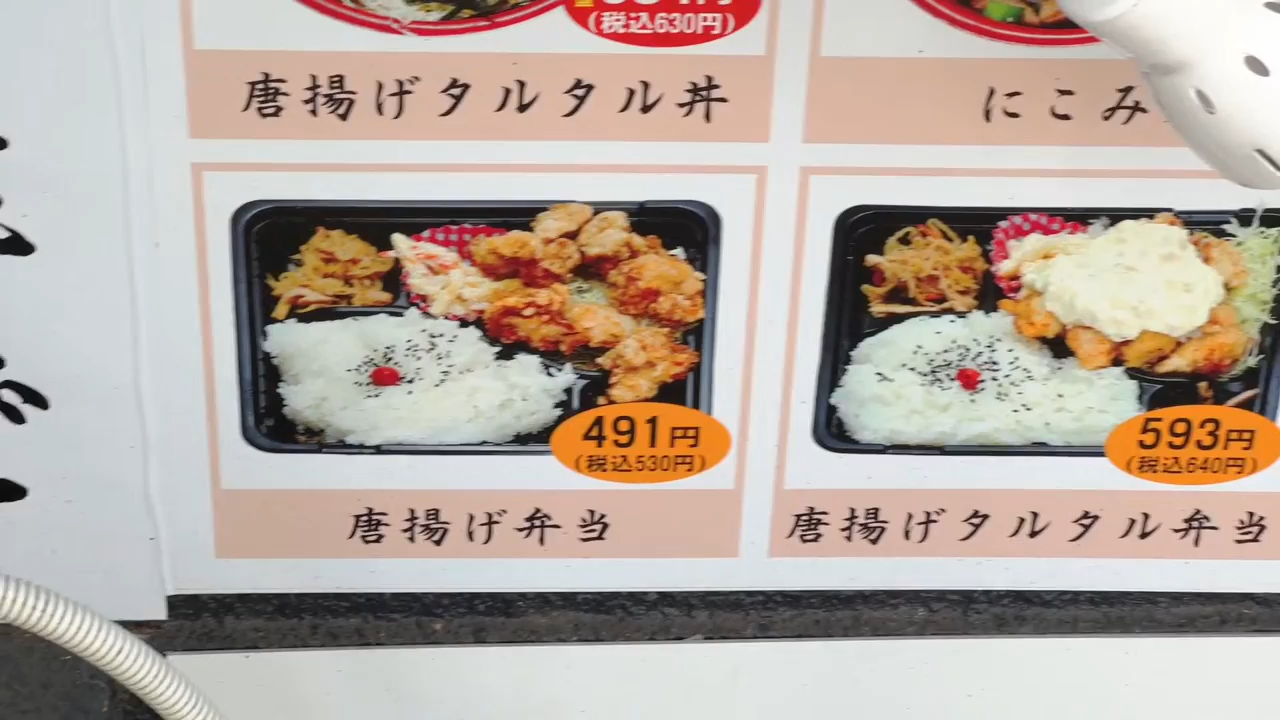 (税込630円)
唐揚げタルタル丼
にこみ
491円
(税込530円)
593円
(税込640円)
唐揚げ弁当
唐揚げタルタル弁当